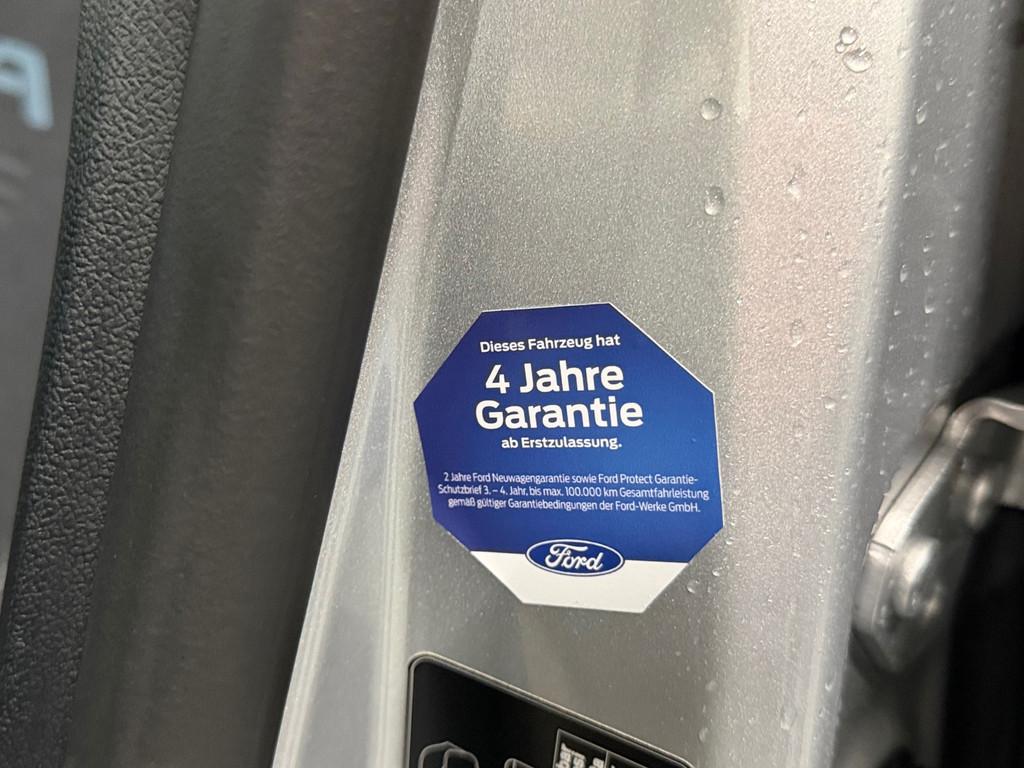 Dieses Fahrzeug hat
4 Jahre
Garantie
ab Erstzulassung.
2 Jahre Ford Neuwagengarantie sowie Ford Protect Garantie-
Schutzbrief 3. – 4. Jahr, bis max. 100.000 km Gesamtfahrleistung
gemäß gültiger Garantiebedingungen der Ford-Werke GmbH.
Ford